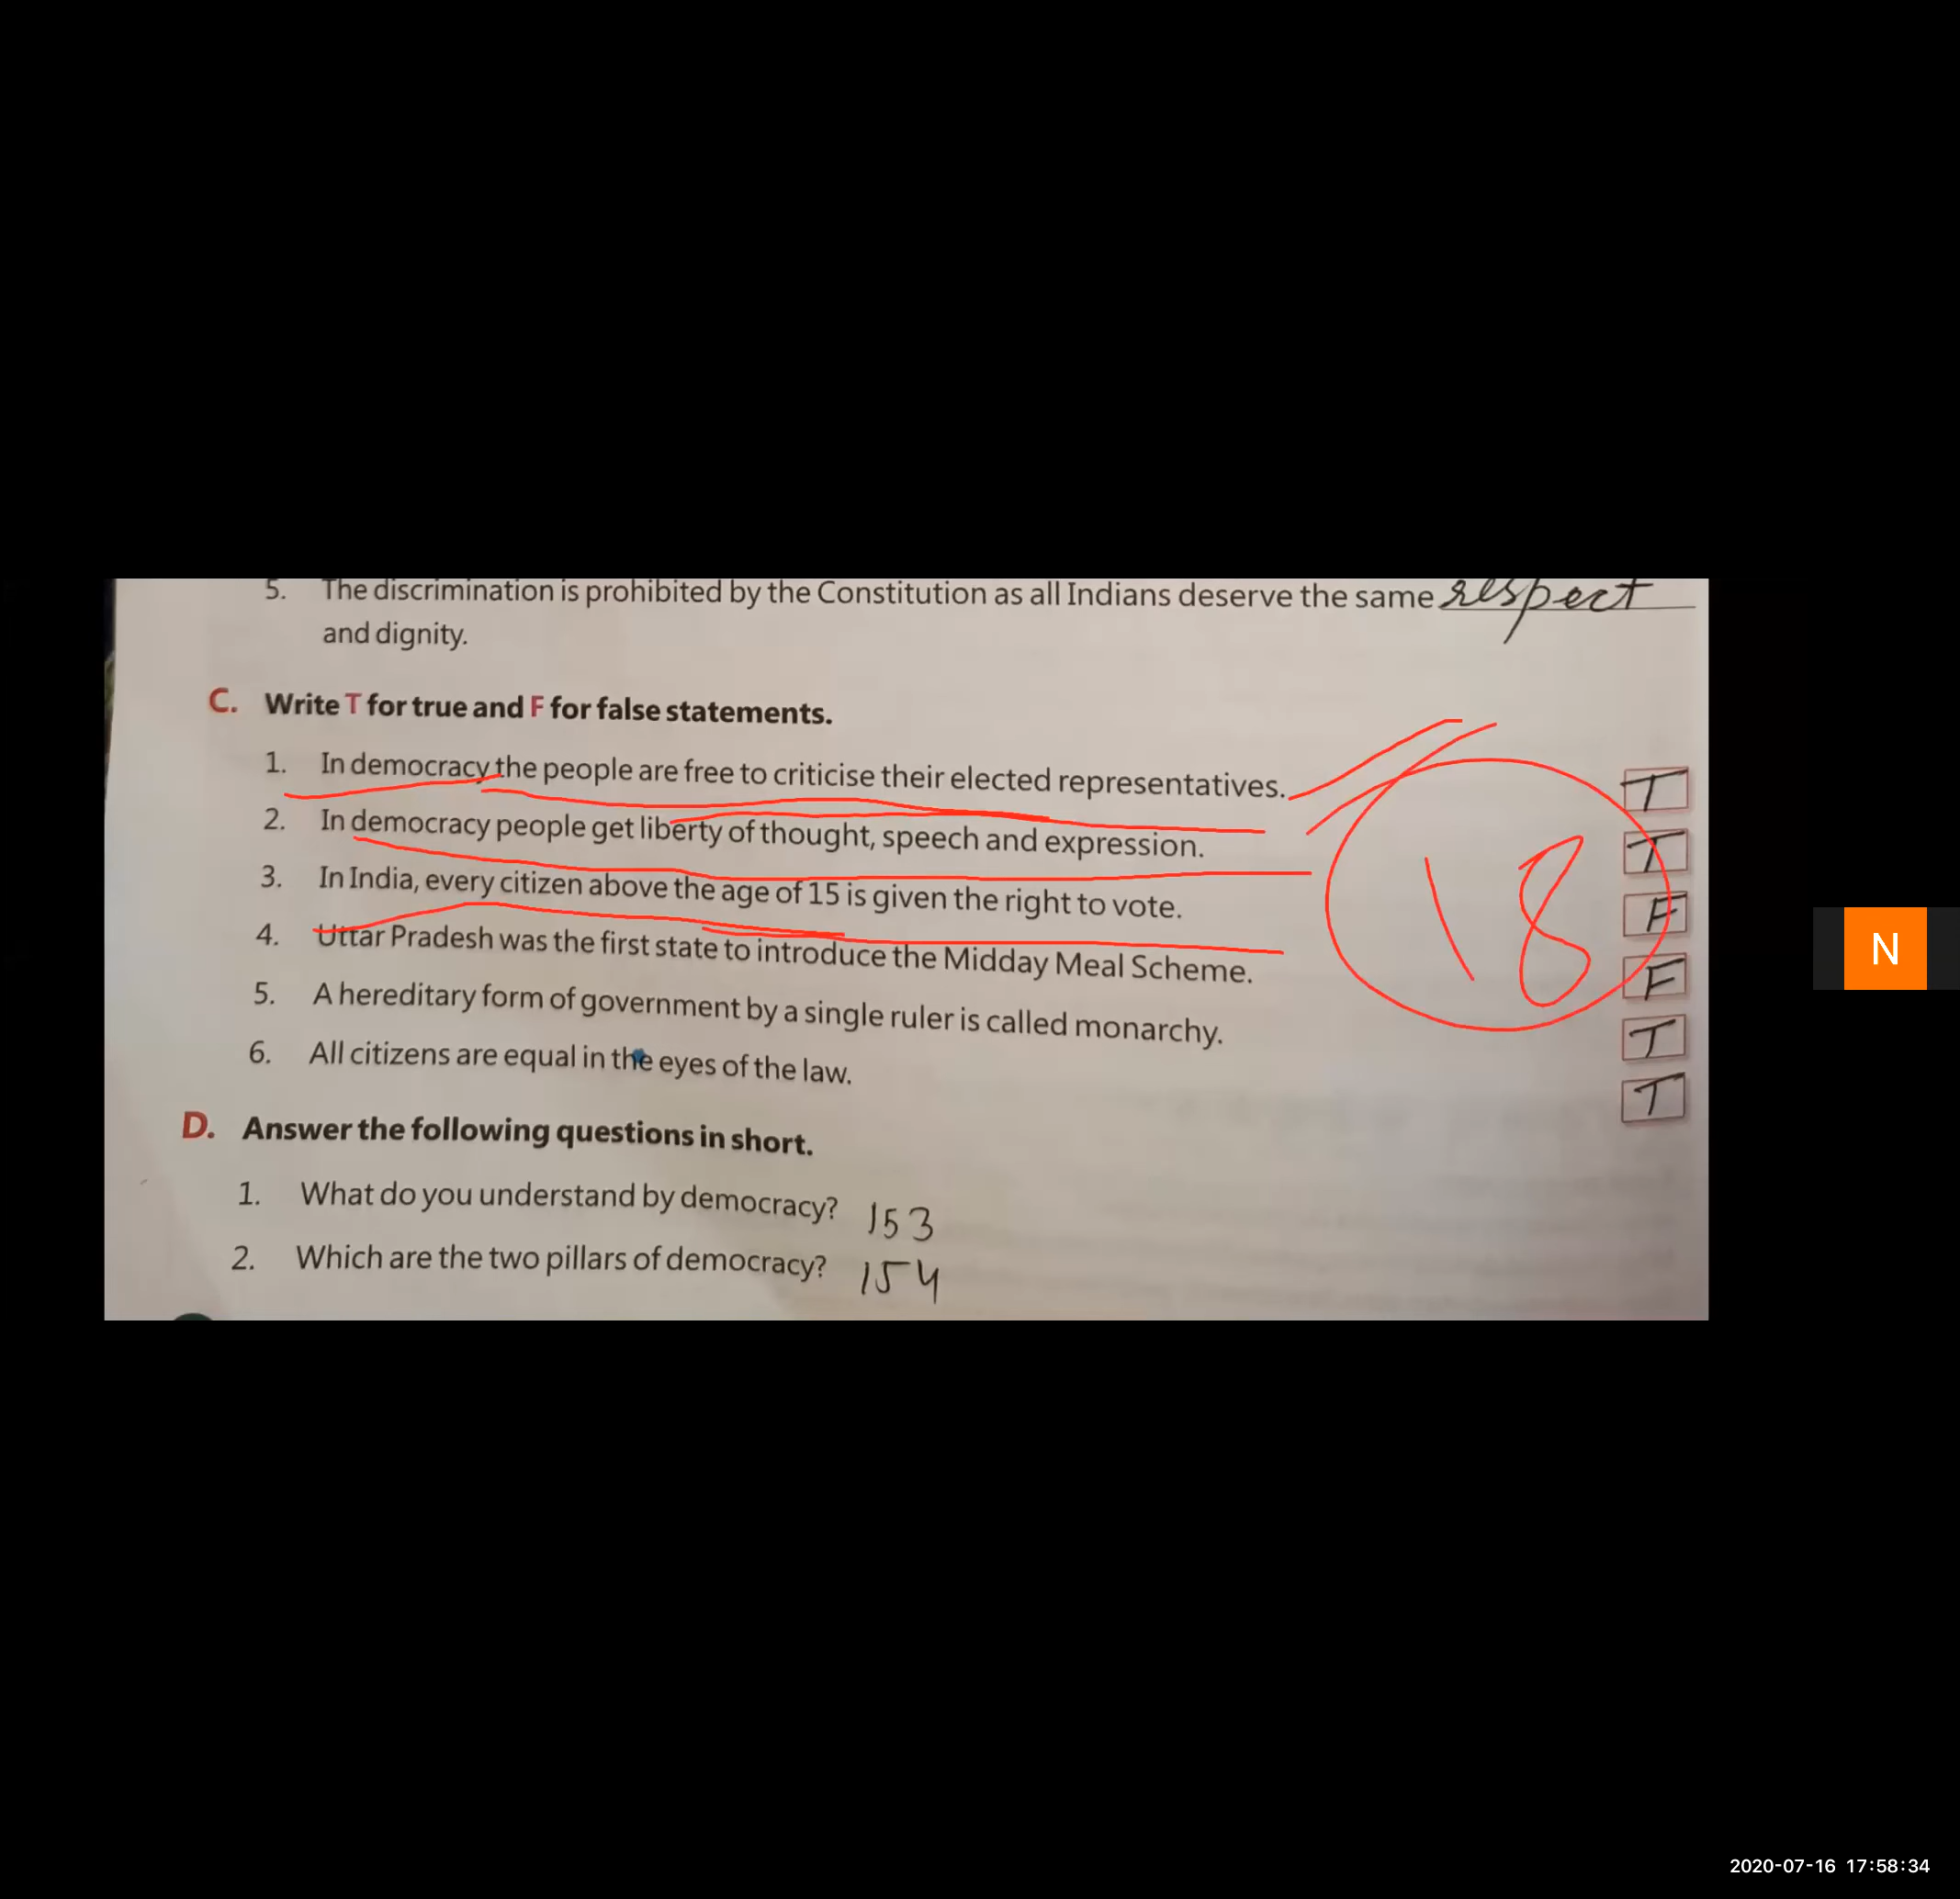 5. The discrimination is prohibited by the Constitution as all Indians deserve the same respect
and dignity.
C. Write T for true and F for false statements.
1. In democracy the people are free to criticise their elected representatives. T
2. In democracy people get liberty of thought, speech and expression. T
3. In India, every citizen above the age of 15 is given the right to vote. 18 F
4. Uttar Pradesh was the first state to introduce the Midday Meal Scheme. F
5. A hereditary form of government by a single ruler is called monarchy. T
6. All citizens are equal in the eyes of the law. T
D. Answer the following questions in short.
1. What do you understand by democracy? 153
2. Which are the two pillars of democracy? 154
N
2020-07-16 17:58:34